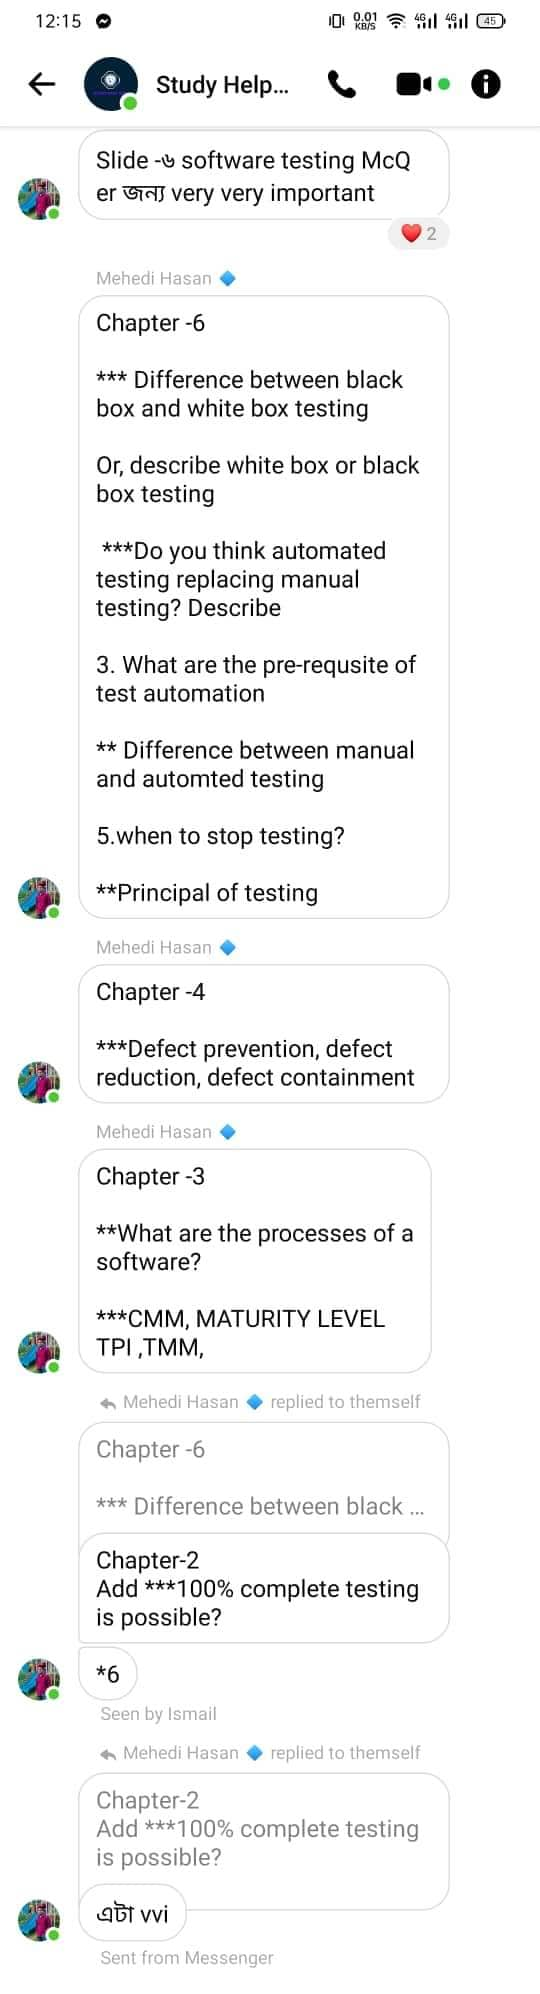 12:15
0.01
KB/S
4G
4G
45
Study Help...
Slide -৬ software testing McQ
er জন্য very very important
2
Mehedi Hasan
Chapter -6
*** Difference between black
box and white box testing
Or, describe white box or black
box testing
***Do you think automated
testing replacing manual
testing? Describe
3. What are the pre-requsite of
test automation
** Difference between manual
and automted testing
5.when to stop testing?
**Principal of testing
Mehedi Hasan
Chapter -4
***Defect prevention, defect
reduction, defect containment
Mehedi Hasan
Chapter -3
**What are the processes of a
software?
***CMM, MATURITY LEVEL
TPI ,TMM,
Mehedi Hasan replied to themself
Chapter -6
*** Difference between black ...
Chapter-2
Add ***100% complete testing
is possible?
*6
Seen by Ismail
Mehedi Hasan replied to themself
Chapter-2
Add ***100% complete testing
is possible?
এটা vvi
Sent from Messenger